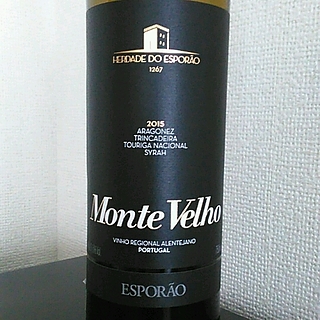 HERDADE DO ESPORÃO
1267
2015
ARAGONEZ
TRINCADEIRA
TOURIGA NACIONAL
SYRAH
Monte Velho
VINHO REGIONAL ALENTEJANO
PORTUGAL
ESPORÃO